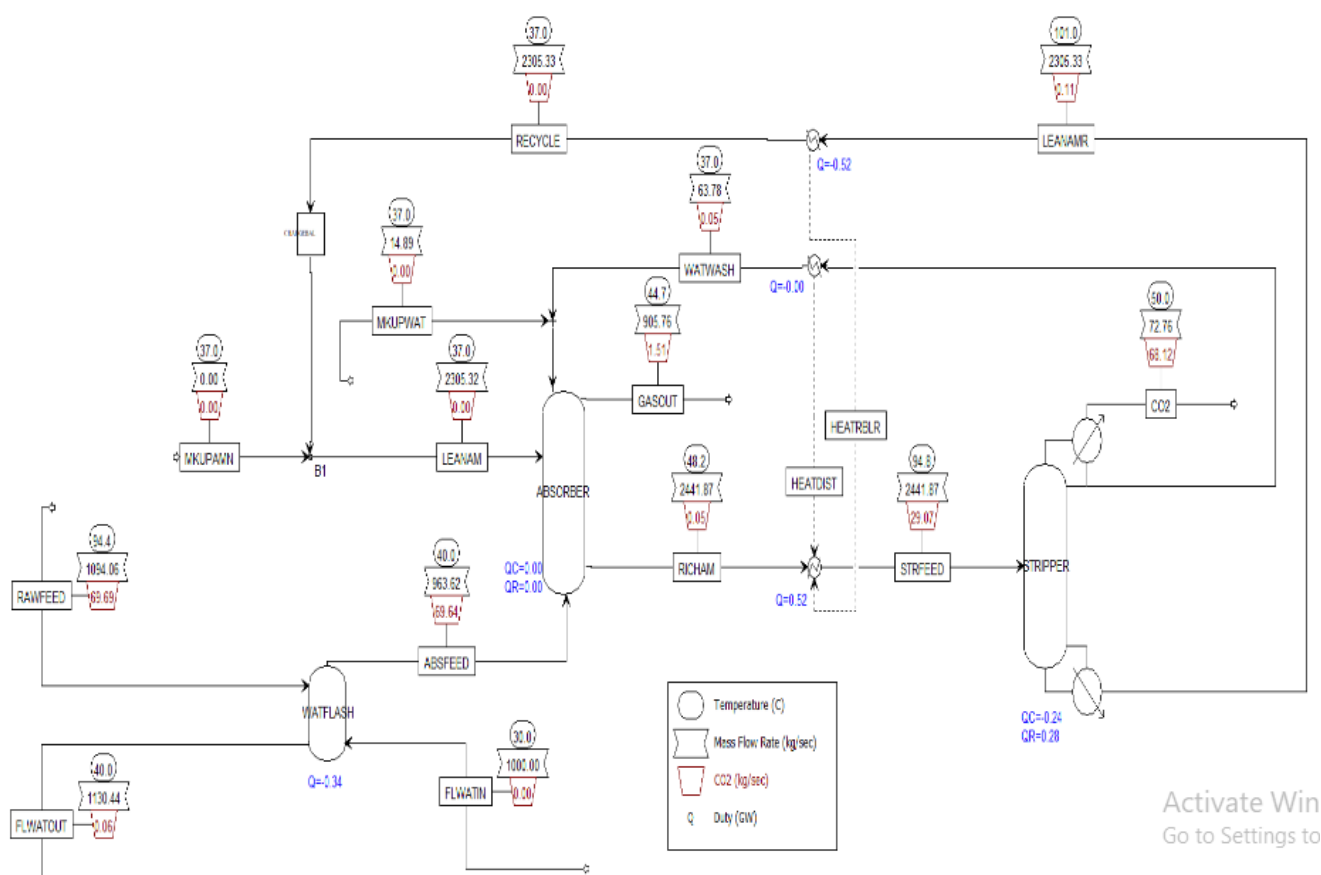 37.0
2305.33
0.00
RECYCLE
101.0
2305.33
0.11
LEANAMR
Q=-0.52
37.0
63.78
0.05
WATWASH
Q=-0.00
37.0
14.89
0.00
MKUPWAT
44.7
905.76
1.51
GASOUT
50.0
72.76
68.12
CO2
37.0
0.00
0.00
MKUPAMN
B1
37.0
2305.32
0.00
LEANAM
ABSORBER
QC=0.00
QR=0.00
HEATRBLR
HEATDIST
48.2
2441.87
0.05
RICHAM
Q=0.52
94.8
2441.87
29.07
STRFEED
STRIPPER
QC=-0.24
QR=0.28
94.4
1094.06
69.69
RAWFEED
40.0
963.62
69.64
ABSFEED
WATFLASH
Q=-0.34
30.0
1000.00
0.00
FLWATIN
40.0
1130.44
0.06
FLWATOUT
Temperature (C)
Mass Flow Rate (kg/sec)
CO2 (kg/sec)
Q Duty (GW)
Activate Win
Go to Settings to